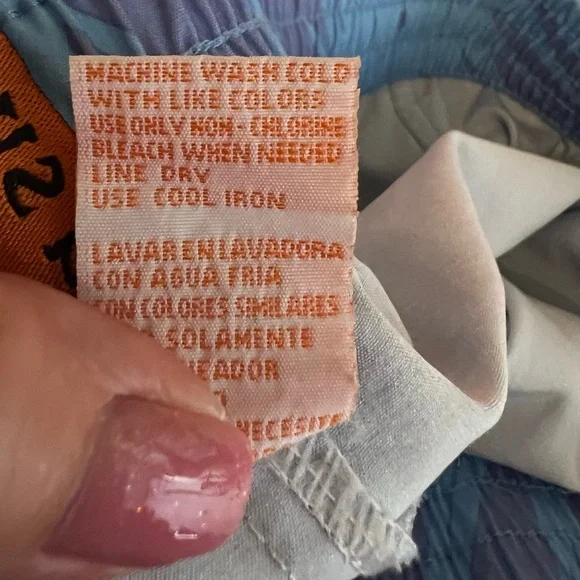 MACHINE WASH COLD
WITH LIKE COLORS
USE ONLY NON-CHLORINE
BLEACH WHEN NEEDED
LINE DRY
USE COOL IRON
LAVAR EN LAVADORA
CON AGUA FRIA
CON COLORES SIMILARES
SOLAMENTE